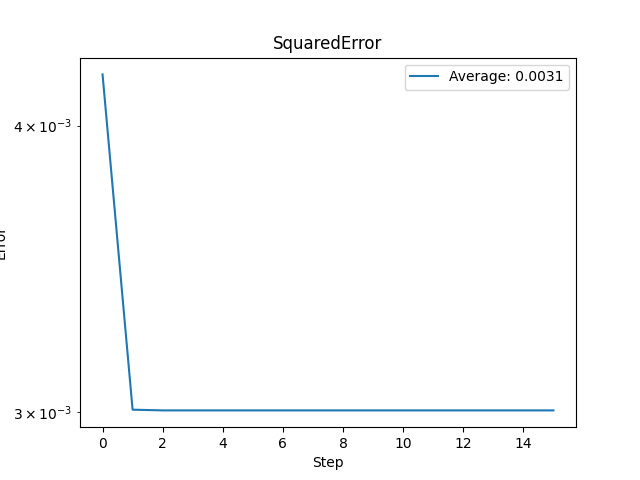 SquaredError
Average: 0.0031
4 × 10⁻³
3 × 10⁻³
Error
0 2 4 6 8 10 12 14
Step